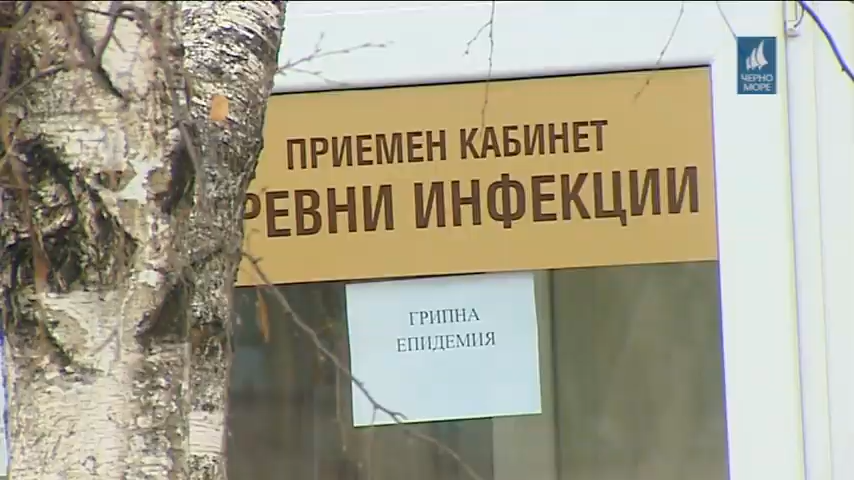 ПРИЕМЕН КАБИНЕТ
РЕВНИ ИНФЕКЦИИ
ГРИПНА
ЕПИДЕМИЯ
ЧЕРНО
МОРЕ